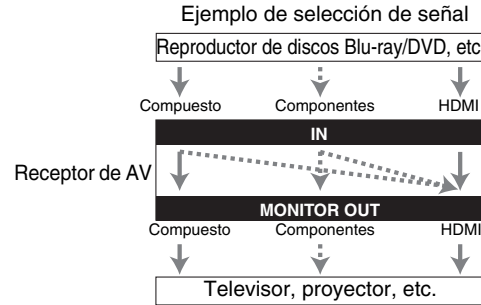 Ejemplo de selección de señal
Reproductor de discos Blu-ray/DVD, etc
Compuesto Componentes HDMI
IN
Receptor de AV
MONITOR OUT
Compuesto Componentes HDMI
Televisor, proyector, etc.